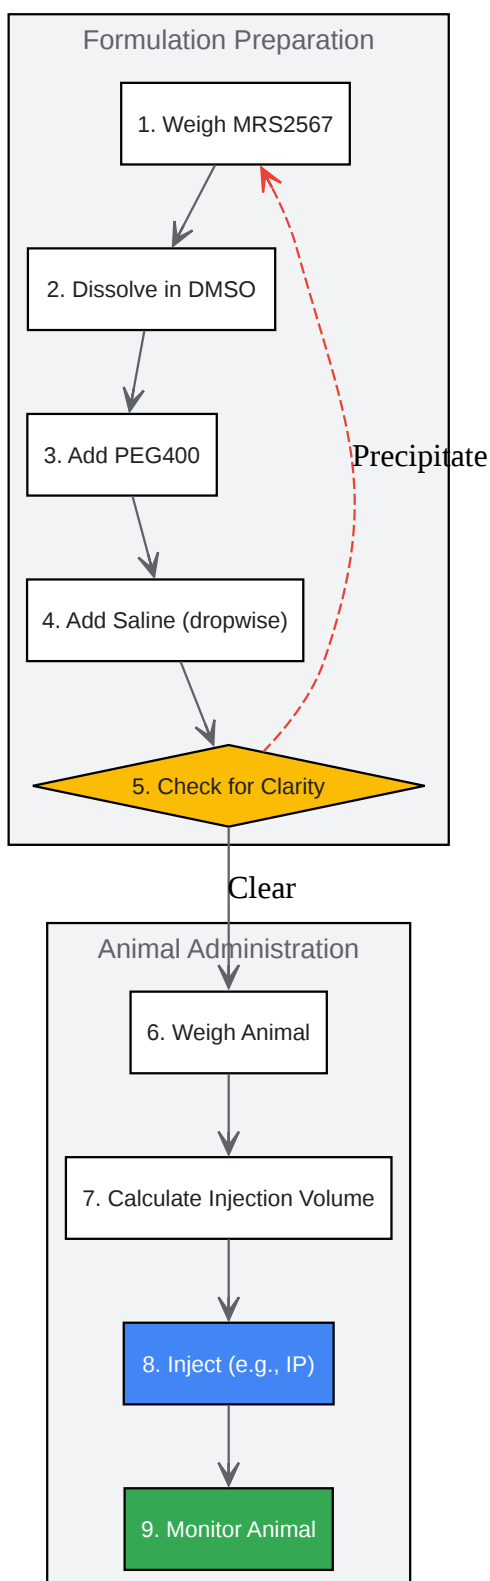 Formulation Preparation
1. Weigh MRS2567
2. Dissolve in DMSO
3. Add PEG400
Precipitate
4. Add Saline (dropwise)
5. Check for Clarity
Clear
Animal Administration
6. Weigh Animal
7. Calculate Injection Volume
8. Inject (e.g., IP)
9. Monitor Animal